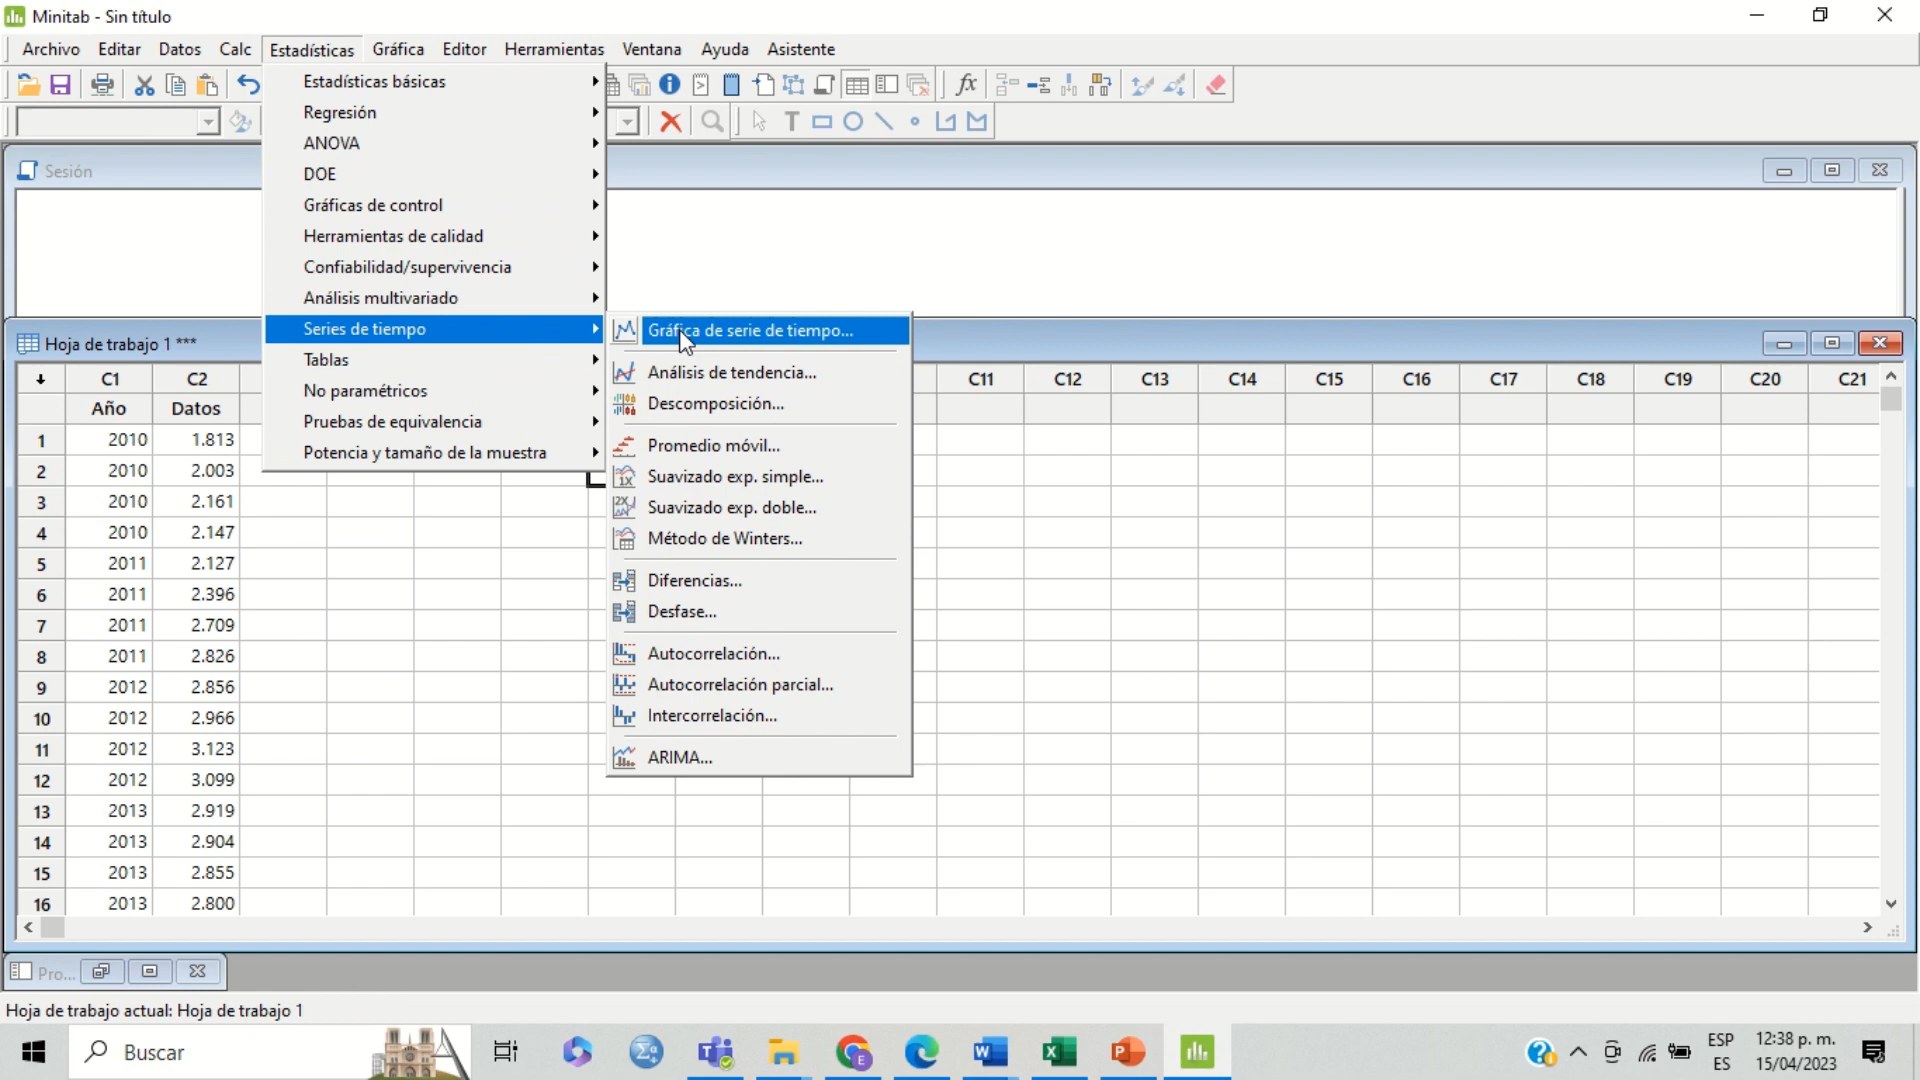 Minitab - Sin título
Archivo Editar Datos Calc Estadísticas Gráfica Editor Herramientas Ventana Ayuda Asistente
Estadísticas básicas
Regresión
ANOVA
DOE
Gráficas de control
Herramientas de calidad
Confiabilidad/supervivencia
Análisis multivariado
Series de tiempo
Tablas
No paramétricos
Pruebas de equivalencia
Potencia y tamaño de la muestra
Gráfica de serie de tiempo...
Análisis de tendencia...
Descomposición...
Promedio móvil...
Suavizado exp. simple...
Suavizado exp. doble...
Método de Winters...
Diferencias...
Desfase...
Autocorrelación...
Autocorrelación parcial...
Intercorrelación...
ARIMA...
Sesión
Hoja de trabajo 1 ***
C1 C2 C11 C12 C13 C14 C15 C16 C17 C18 C19 C20 C21
Año Datos
1 2010 1.813
2 2010 2.003
3 2010 2.161
4 2010 2.147
5 2011 2.127
6 2011 2.396
7 2011 2.709
8 2011 2.826
9 2012 2.856
10 2012 2.966
11 2012 3.123
12 2012 3.099
13 2013 2.919
14 2013 2.904
15 2013 2.855
16 2013 2.800
Pro...
Hoja de trabajo actual: Hoja de trabajo 1
Buscar
ESP
ES
12:38 p. m.
15/04/2023